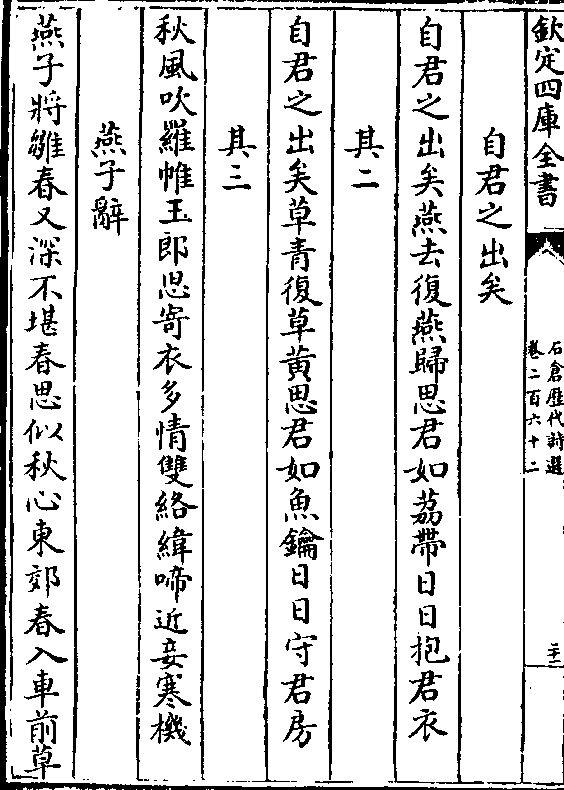 欽定四庫全書
石倉歴代詩選
卷二百六十二
二十二
自君之出矣
自君之出矣燕去復燕歸思君如荔帶日日抱君衣
其二
自君之出矣草青復草黄思君如魚鑰日日守君房
其三
秋風吹羅帷玉郎思寄衣多情雙絡緯啼近妾寒機
燕子辭
燕子將雛春又深不堪春思似秋心東郊春入車前草